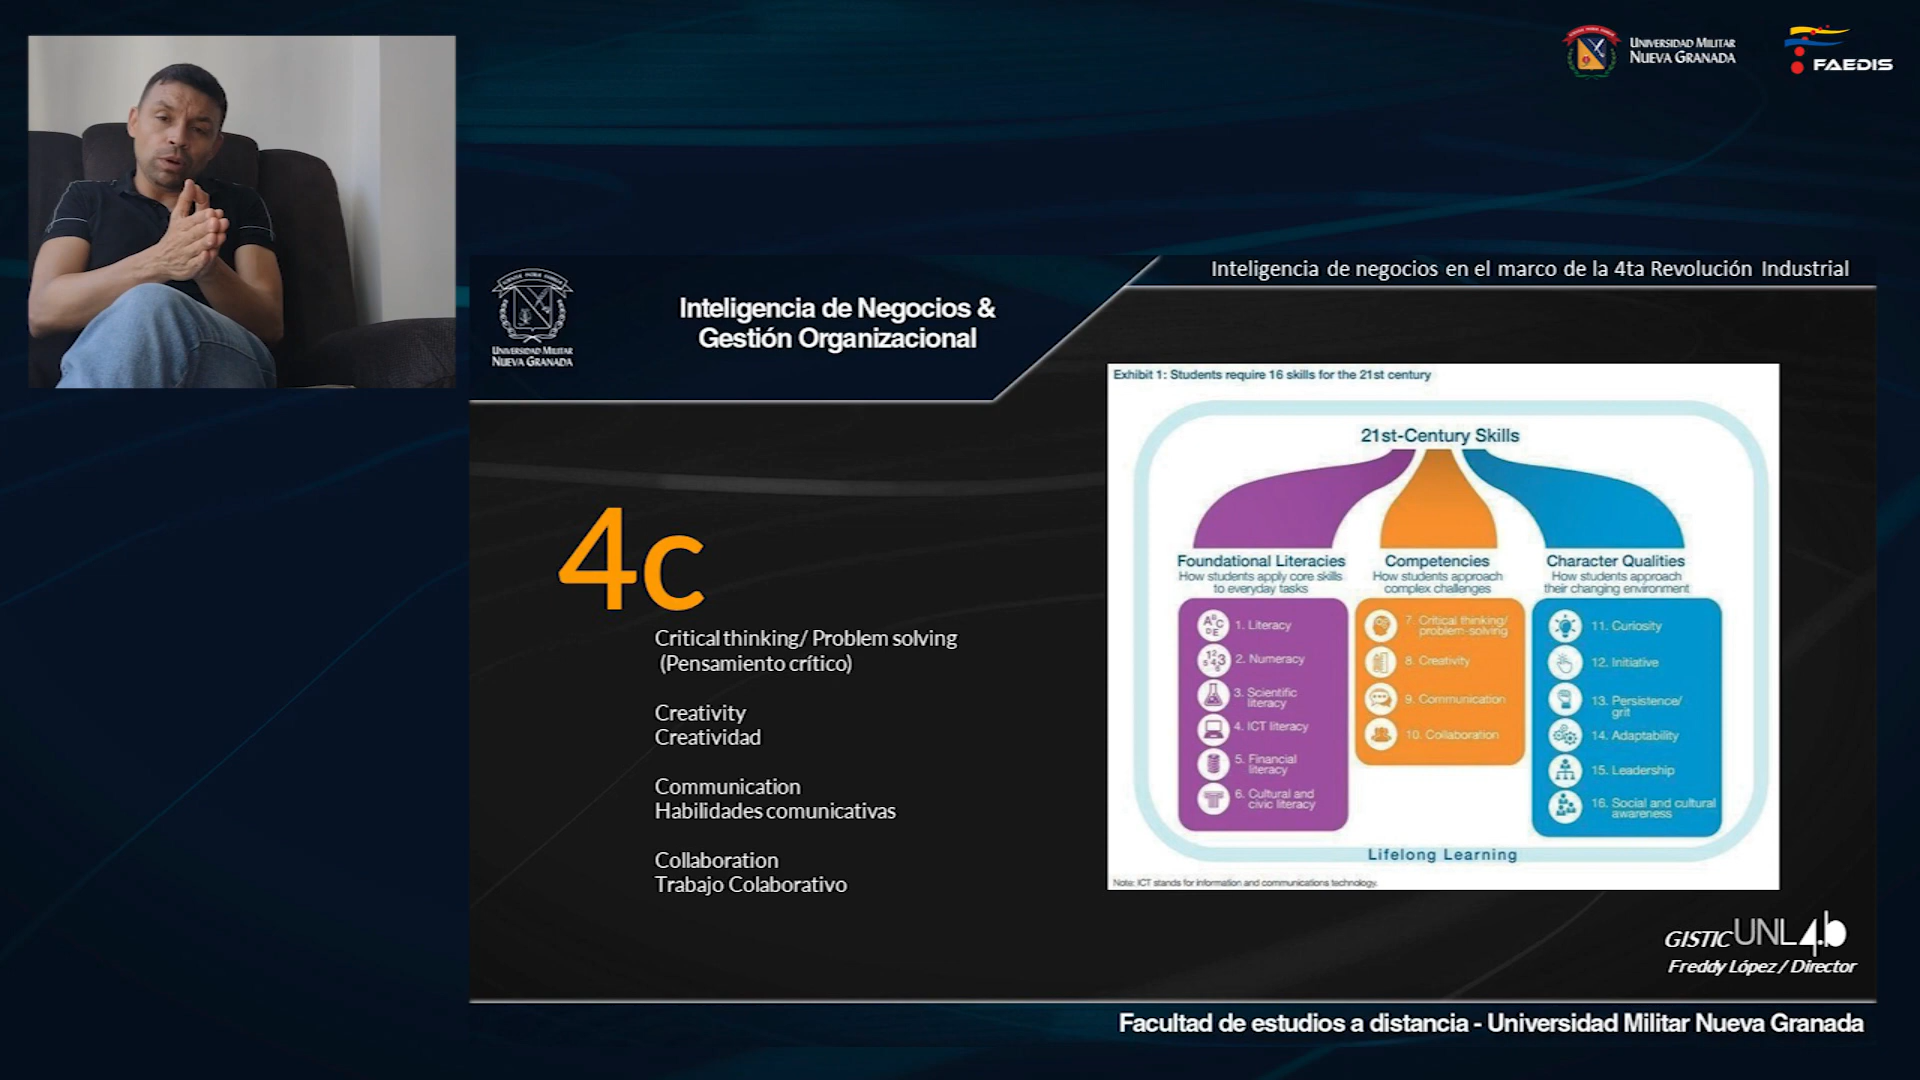 UNIVERSIDAD MILITAR
NUEVA GRANADA
FAEDIS
UNIVERSIDAD MILITAR
NUEVA GRANADA
Inteligencia de Negocios &
Gestión Organizacional
Inteligencia de negocios en el marco de la 4ta Revolución Industrial
4c
Critical thinking/ Problem solving
(Pensamiento crítico)
Creativity
Creatividad
Communication
Habilidades comunicativas
Collaboration
Trabajo Colaborativo
Exhibit 1: Students require 16 skills for the 21st century
21st-Century Skills
Foundational Literacies
How students apply core skills
to everyday tasks
ABCDE
1. Literacy
2. Numeracy
3. Scientific
literacy
4. ICT literacy
5. Financial
literacy
6. Cultural and
civic literacy
Competencies
How students approach
complex challenges
7. Critical thinking/
problem-solving
8. Creativity
9. Communication
10. Collaboration
Character Qualities
How students approach
their changing environment
11. Curiosity
12. Initiative
13. Persistence/
grit
14. Adaptability
15. Leadership
16. Social and cultural
awareness
Lifelong Learning
Note: ICT stands for information and communications technology.
GISTIC UNL4.b
Freddy López / Director
Facultad de estudios a distancia - Universidad Militar Nueva Granada